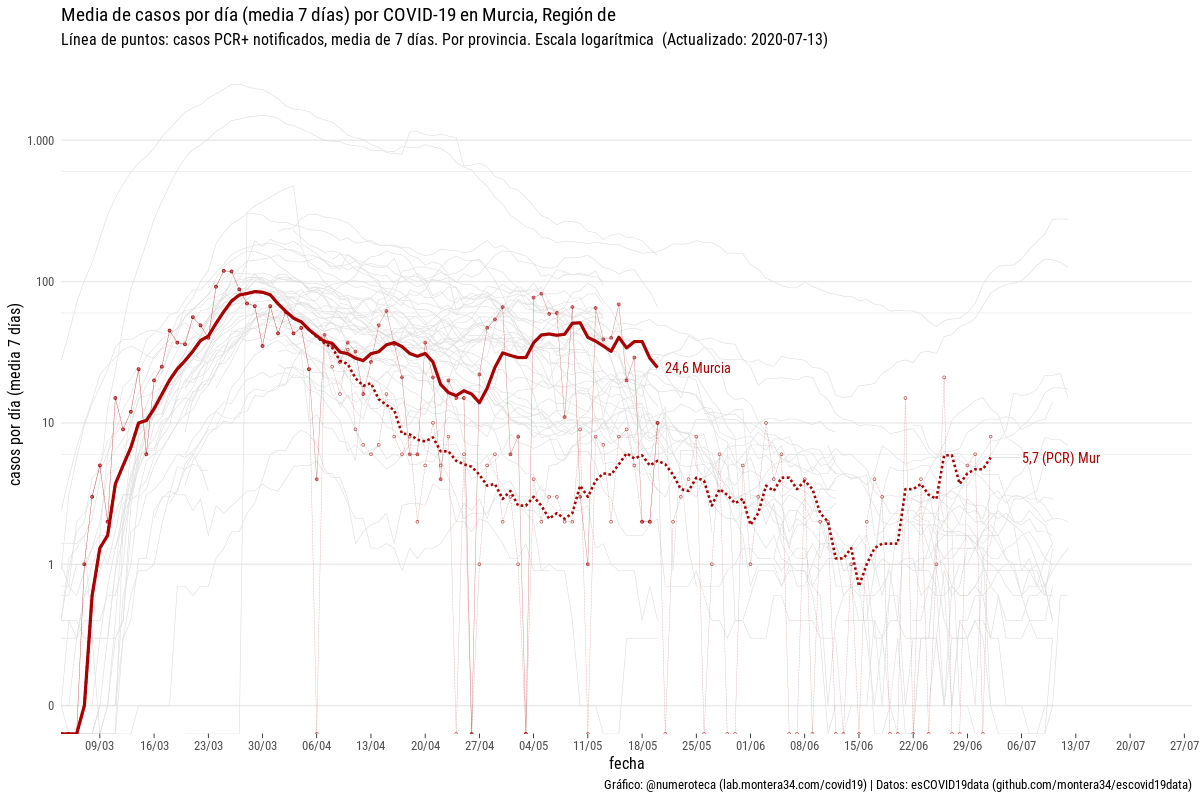 Media de casos por día (media 7 días) por COVID-19 en Murcia, Región de
Línea de puntos: casos PCR+ notificados, media de 7 días. Por provincia. Escala logarítmica (Actualizado: 2020-07-13)
casos por día (media 7 días)
1.000
100
10
1
0
24,6 Murcia
5,7 (PCR) Mur
09/03 16/03 23/03 30/03 06/04 13/04 20/04 27/04 04/05 11/05 18/05 25/05 01/06 08/06 15/06 22/06 29/06 06/07 13/07 20/07 27/07
fecha
Gráfico: @numeroteca (lab.montera34.com/covid19) | Datos: esCOVID19data (github.com/montera34/escovid19data)